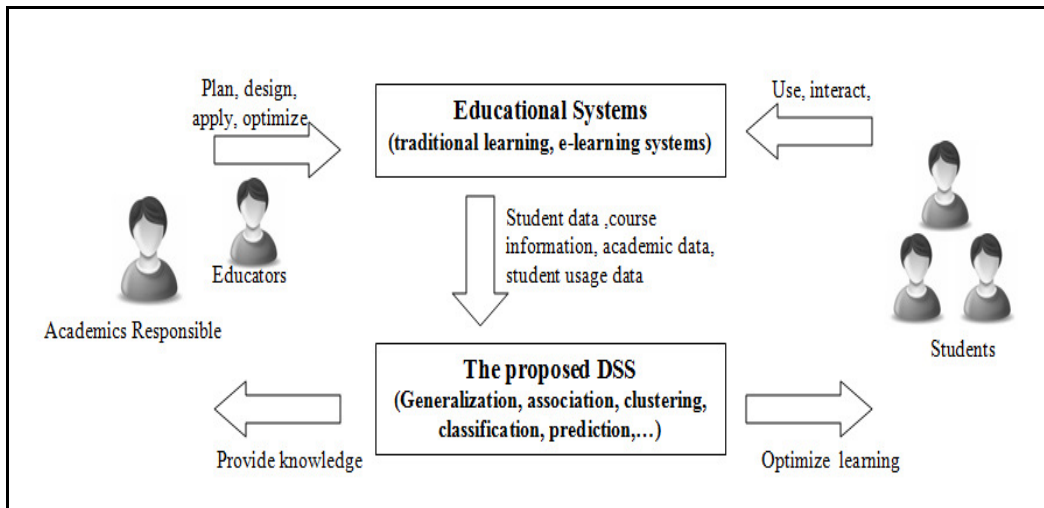 Plan, design,
apply, optimize
Educational Systems
(traditional learning, e-learning systems)
Use, interact,
Student data ,course
information, academic data,
student usage data
Educators
Academics Responsible
Students
The proposed DSS
(Generalization, association, clustering,
classification, prediction,…)
Provide knowledge
Optimize learning